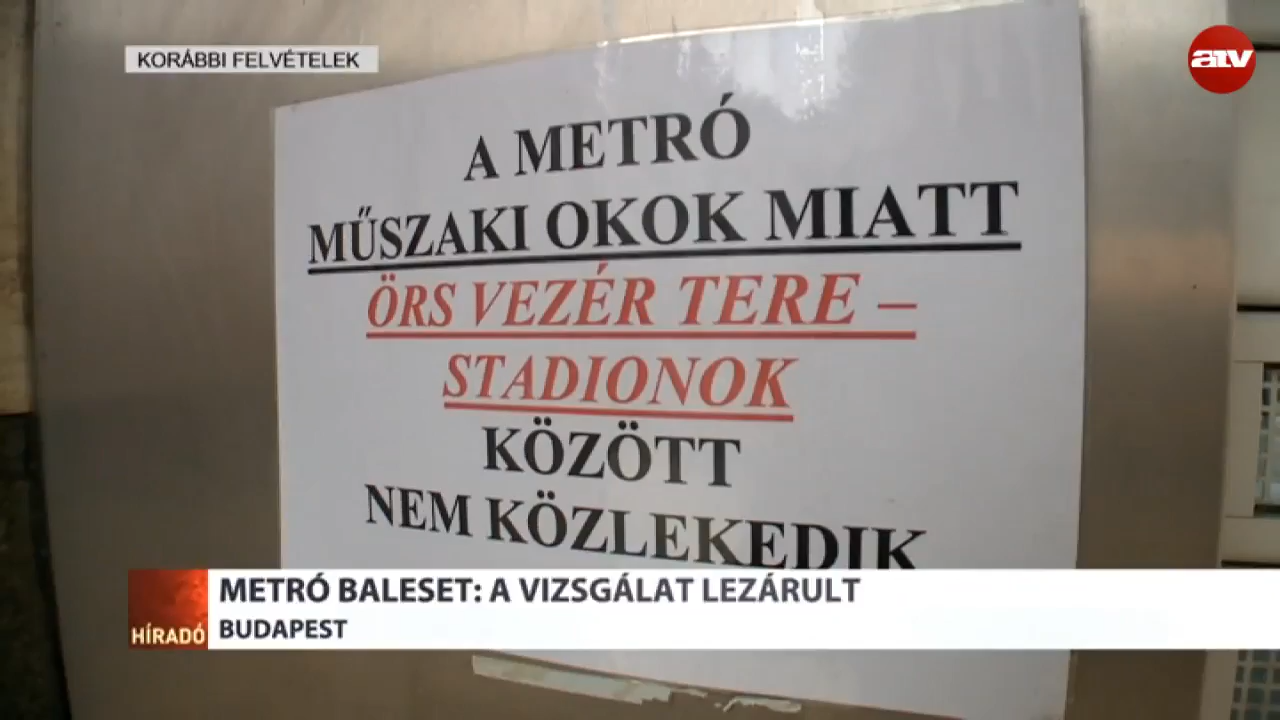 KORÁBBI FELVÉTELEK
atv
A METRÓ
MŰSZAKI OKOK MIATT
ÖRS VEZÉR TERE –
STADIONOK
KÖZÖTT
NEM KÖZLEKEDIK
METRÓ BALESET: A VIZSGÁLAT LEZÁRULT
HÍRADÓ
BUDAPEST